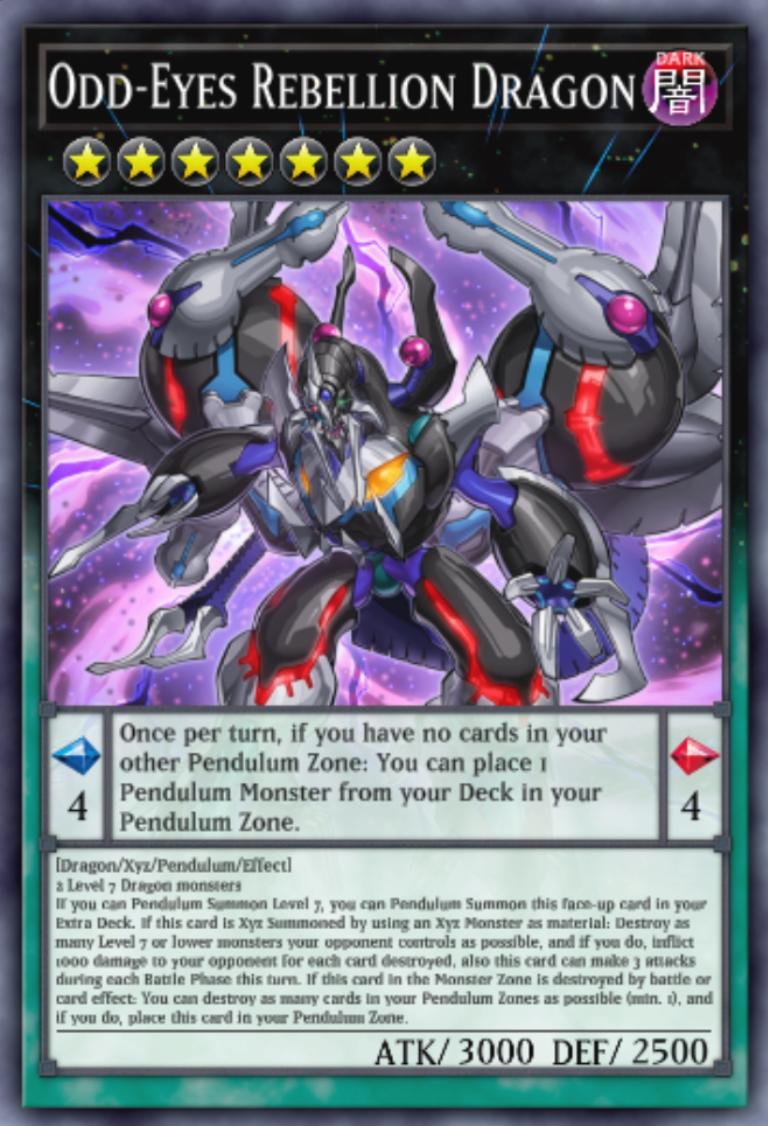 ODD-EYES REBELLION DRAGON
DARK
闇
Once per turn, if you have no cards in your
other Pendulum Zone: You can place 1
Pendulum Monster from your Deck in your
Pendulum Zone.
4
4
[Dragon/Xyz/Pendulum/Effect]
2 Level 7 Dragon monsters
If you can Pendulum Summon Level 7, you can Pendulum Summon this face-up card in your
Extra Deck. If this card is Xyz Summoned by using an Xyz Monster as material: Destroy as
many Level 7 or lower monsters your opponent controls as possible, and if you do, inflict
1000 damage to your opponent for each card destroyed, also this card can make 3 attacks
during each Battle Phase this turn. If this card in the Monster Zone is destroyed by battle or
card effect: You can destroy as many cards in your Pendulum Zones as possible (min. 1), and
if you do, place this card in your Pendulum Zone.
ATK/ 3000 DEF/ 2500